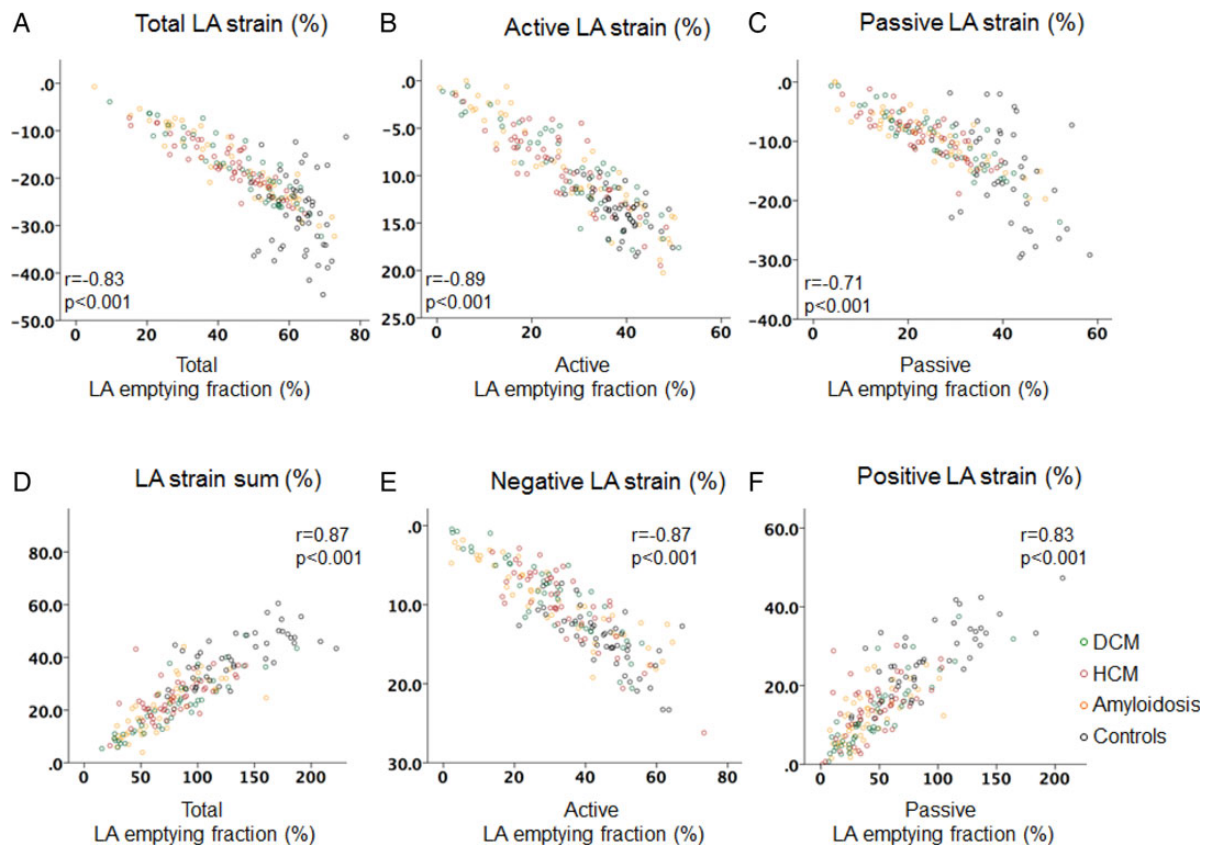 A Total LA strain (%)
.0
−10.0
−20.0
−30.0
−40.0
−50.0
r=-0.83
p<0.001
0 20 40 60 80
Total
LA emptying fraction (%)
B Active LA strain (%)
.0
−5.0
10.0
15.0
20.0
25.0
r=-0.89
p<0.001
0 20 40 60
Active
LA emptying fraction (%)
C Passive LA strain (%)
.0
−10.0
−20.0
−30.0
−40.0
r=-0.71
p<0.001
0 20 40 60
Passive
LA emptying fraction (%)
D LA strain sum (%)
80.0
60.0
40.0
20.0
.0
r=0.87
p<0.001
0 50 100 150 200
Total
LA emptying fraction (%)
E Negative LA strain (%)
.0
10.0
20.0
30.0
r=-0.87
p<0.001
0 20 40 60 80
Active
LA emptying fraction (%)
F Positive LA strain (%)
60.0
40.0
20.0
.0
r=0.83
p<0.001
0 50 100 150 200
Passive
LA emptying fraction (%)
DCM
HCM
Amyloidosis
Controls